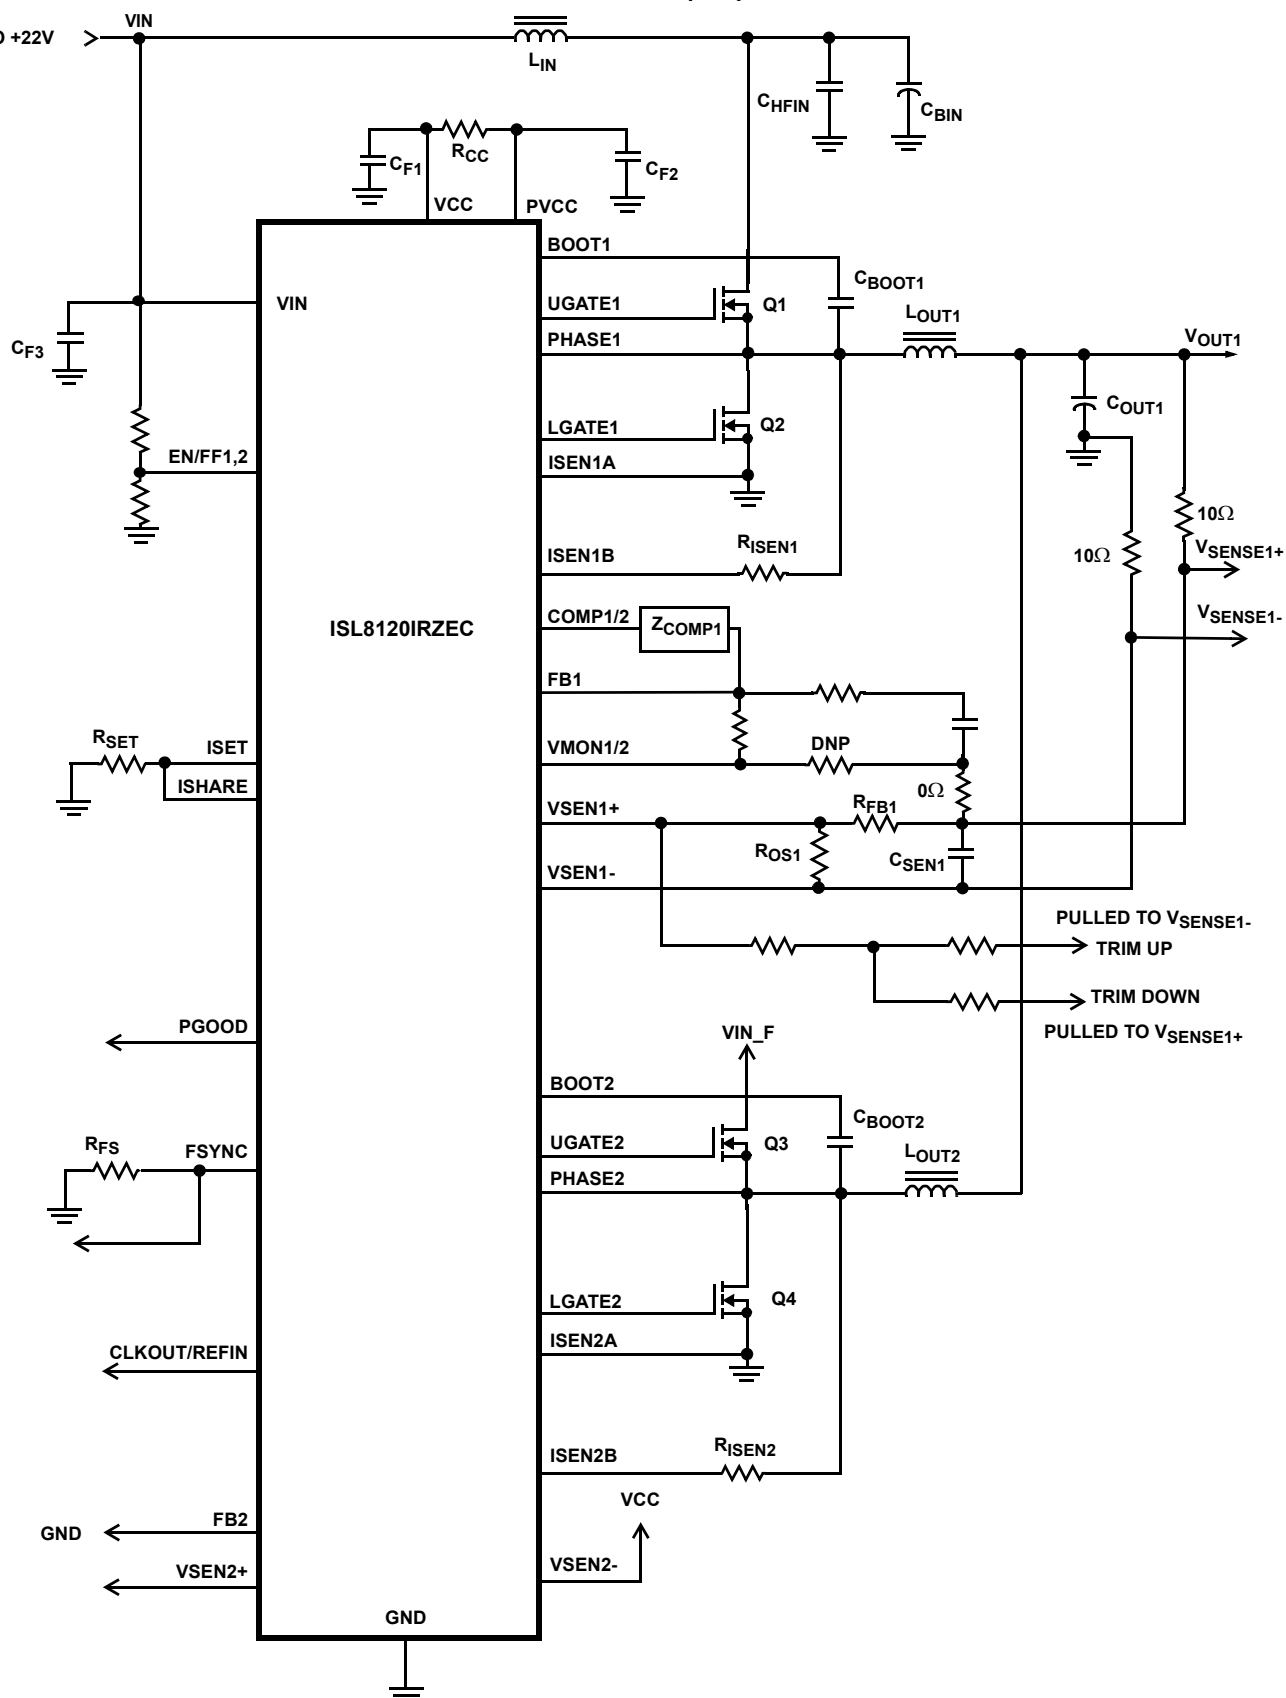 VIN
+22V
LIN
CHFIN
CBIN
RCC
CF1
CF2
VCC
PVCC
BOOT1
CBOOT1
VIN
UGATE1
Q1
LOUT1
CF3
PHASE1
VOUT1
COUT1
LGATE1
Q2
EN/FF1,2
ISEN1A
10Ω
RISEN1
10Ω
VSENSE1+
ISEN1B
COMP1/2
ZCOMP1
VSENSE1-
ISL8120IRZEC
FB1
RSET
ISET
VMON1/2
DNP
ISHARE
0Ω
VSEN1+
RFB1
ROS1
CSEN1
VSEN1-
PULLED TO VSENSE1-
TRIM UP
TRIM DOWN
PULLED TO VSENSE1+
PGOOD
VIN_F
BOOT2
CBOOT2
RFS
FSYNC
UGATE2
Q3
LOUT2
PHASE2
LGATE2
Q4
ISEN2A
CLKOUT/REFIN
ISEN2B
RISEN2
VCC
GND
FB2
VSEN2+
VSEN2-
GND